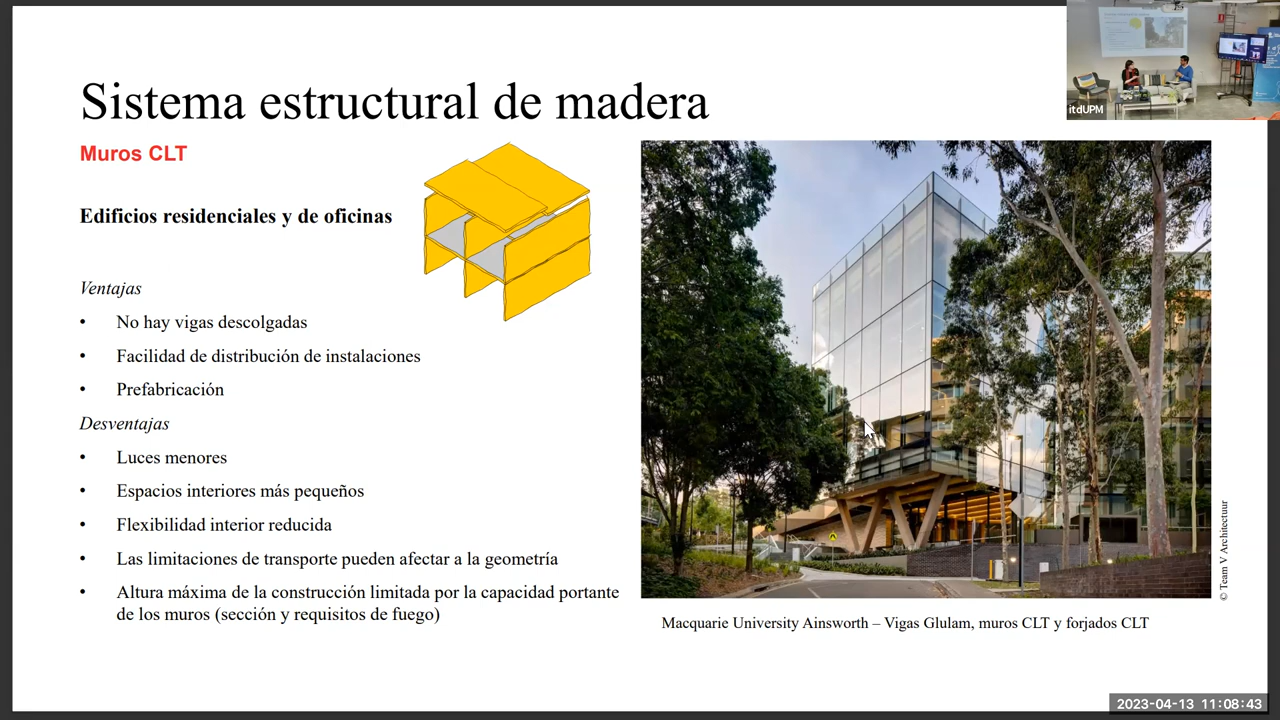 Sistema estructural de madera
Muros CLT
Edificios residenciales y de oficinas
Ventajas
• No hay vigas descolgadas
• Facilidad de distribución de instalaciones
• Prefabricación
Desventajas
• Luces menores
• Espacios interiores más pequeños
• Flexibilidad interior reducida
• Las limitaciones de transporte pueden afectar a la geometría
• Altura máxima de la construcción limitada por la capacidad portante
de los muros (sección y requisitos de fuego)
© Team V Architectuur
Macquarie University Ainsworth – Vigas Glulam, muros CLT y forjados CLT
itdUPM
2023-04-13 11:08:43